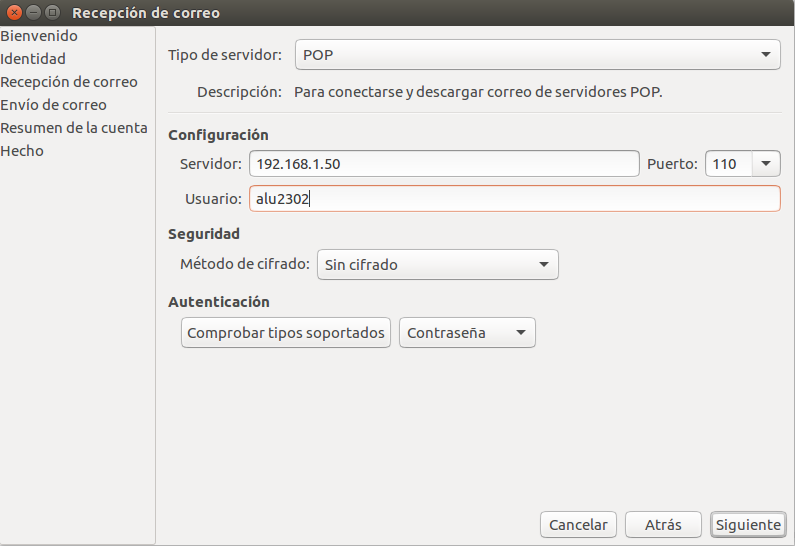 Recepción de correo
Bienvenido
Identidad
Recepción de correo
Envío de correo
Resumen de la cuenta
Hecho
Tipo de servidor: POP
Descripción: Para conectarse y descargar correo de servidores POP.
Configuración
Servidor: 192.168.1.50 Puerto: 110
Usuario: alu2302
Seguridad
Método de cifrado: Sin cifrado
Autenticación
Comprobar tipos soportados Contraseña
Cancelar Atrás Siguiente